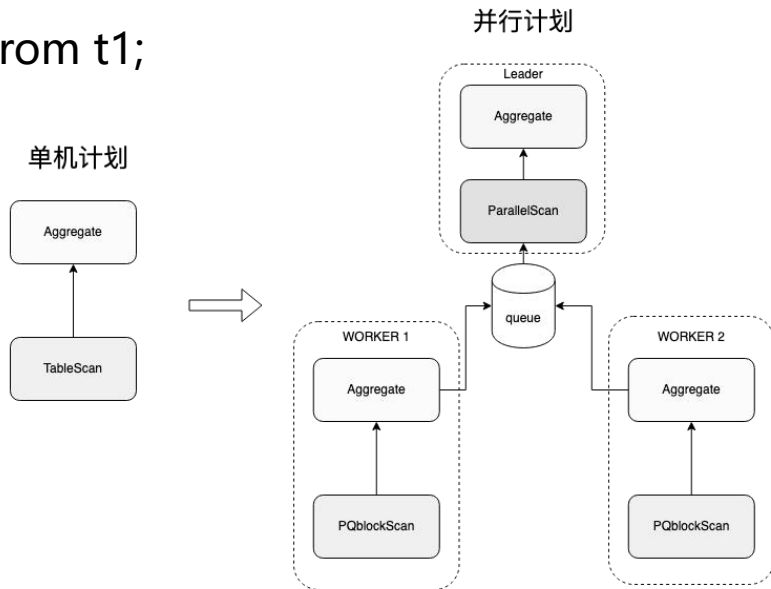 rom t1;
并行计划
Leader
Aggregate
ParallelScan
单机计划
Aggregate
TableScan
queue
WORKER 1
Aggregate
PQblockScan
WORKER 2
Aggregate
PQblockScan